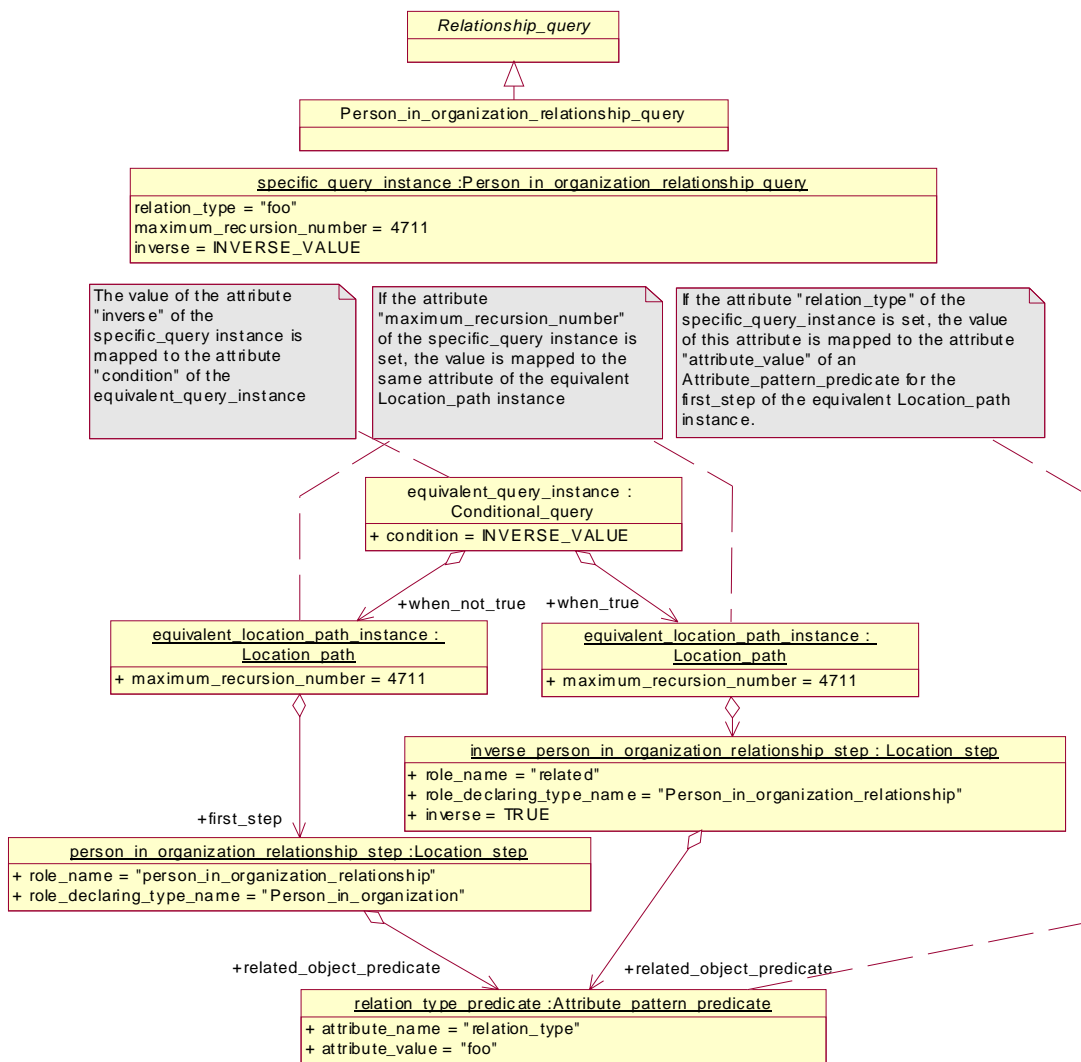 Relationship_query
Person_in_organization_relationship_query
specific_query_instance :Person_in_organization_relationship_query
relation_type = "foo"
maximum_recursion_number = 4711
inverse = INVERSE_VALUE
The value of the attribute
"inverse" of the
specific_query instance is
mapped to the attribute
"condition" of the
equivalent_query_instance
If the attribute
"maximum_recursion_number"
of the specific_query instance is
set, the value is mapped to the
same attribute of the equivalent
Location_path instance
If the attribute "relation_type" of the
specific_query_instance is set, the value
of this attribute is mapped to the attribute
"attribute_value" of an
Attribute_pattern_predicate for the
first_step of the equivalent Location_path
instance.
equivalent_query_instance :
Conditional_query
+ condition = INVERSE_VALUE
+when_not_true
+when_true
equivalent_location_path_instance :
Location_path
+ maximum_recursion_number = 4711
equivalent_location_path_instance :
Location_path
+ maximum_recursion_number = 4711
inverse_person_in_organization_relationship_step : Location_step
+ role_name = "related"
+ role_declaring_type_name = "Person_in_organization_relationship"
+ inverse = TRUE
+first_step
person_in_organization_relationship_step :Location_step
+ role_name = "person_in_organization_relationship"
+ role_declaring_type_name = "Person_in_organization"
+related_object_predicate
+related_object_predicate
relation_type_predicate :Attribute_pattern_predicate
+ attribute_name = "relation_type"
+ attribute_value = "foo"